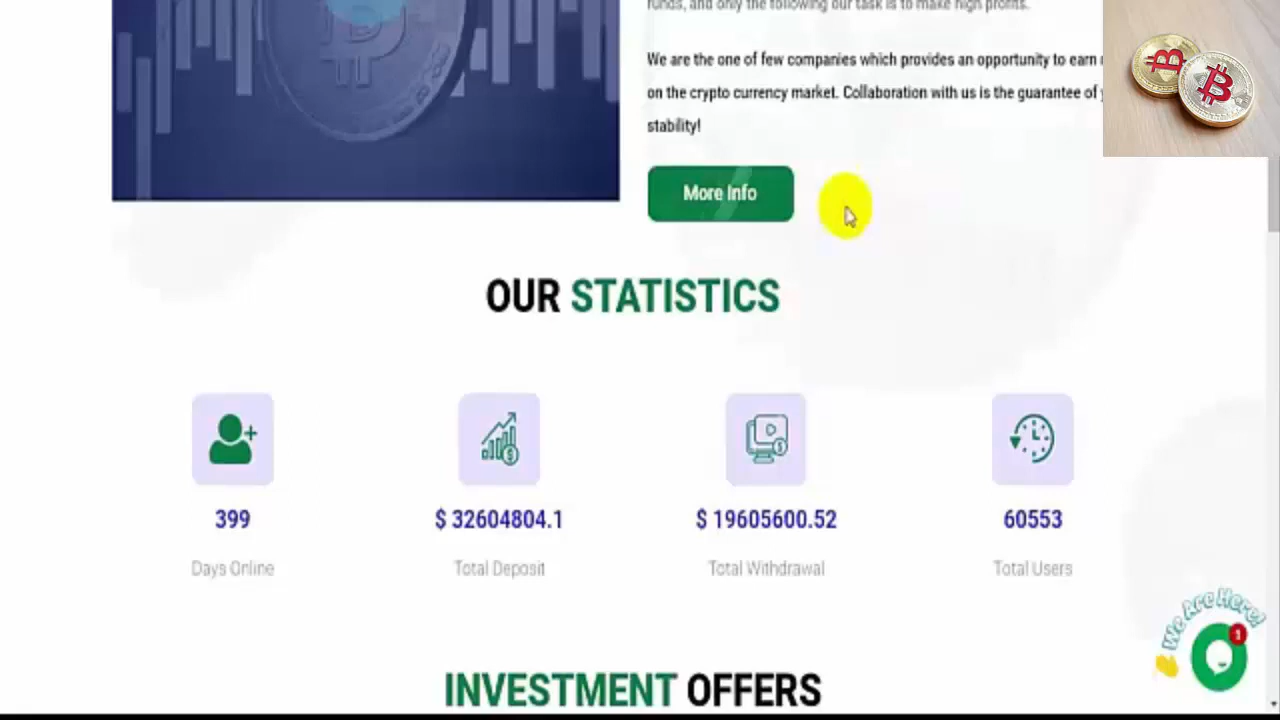 funds, and only the following our task is to make high profits.
We are the one of few companies which provides an opportunity to earn
on the crypto currency market. Collaboration with us is the guarantee of
stability!
More Info
OUR STATISTICS
399
Days Online
$ 32604804.1
Total Deposit
$ 19605600.52
Total Withdrawal
60553
Total Users
We Are Here!
1
INVESTMENT OFFERS